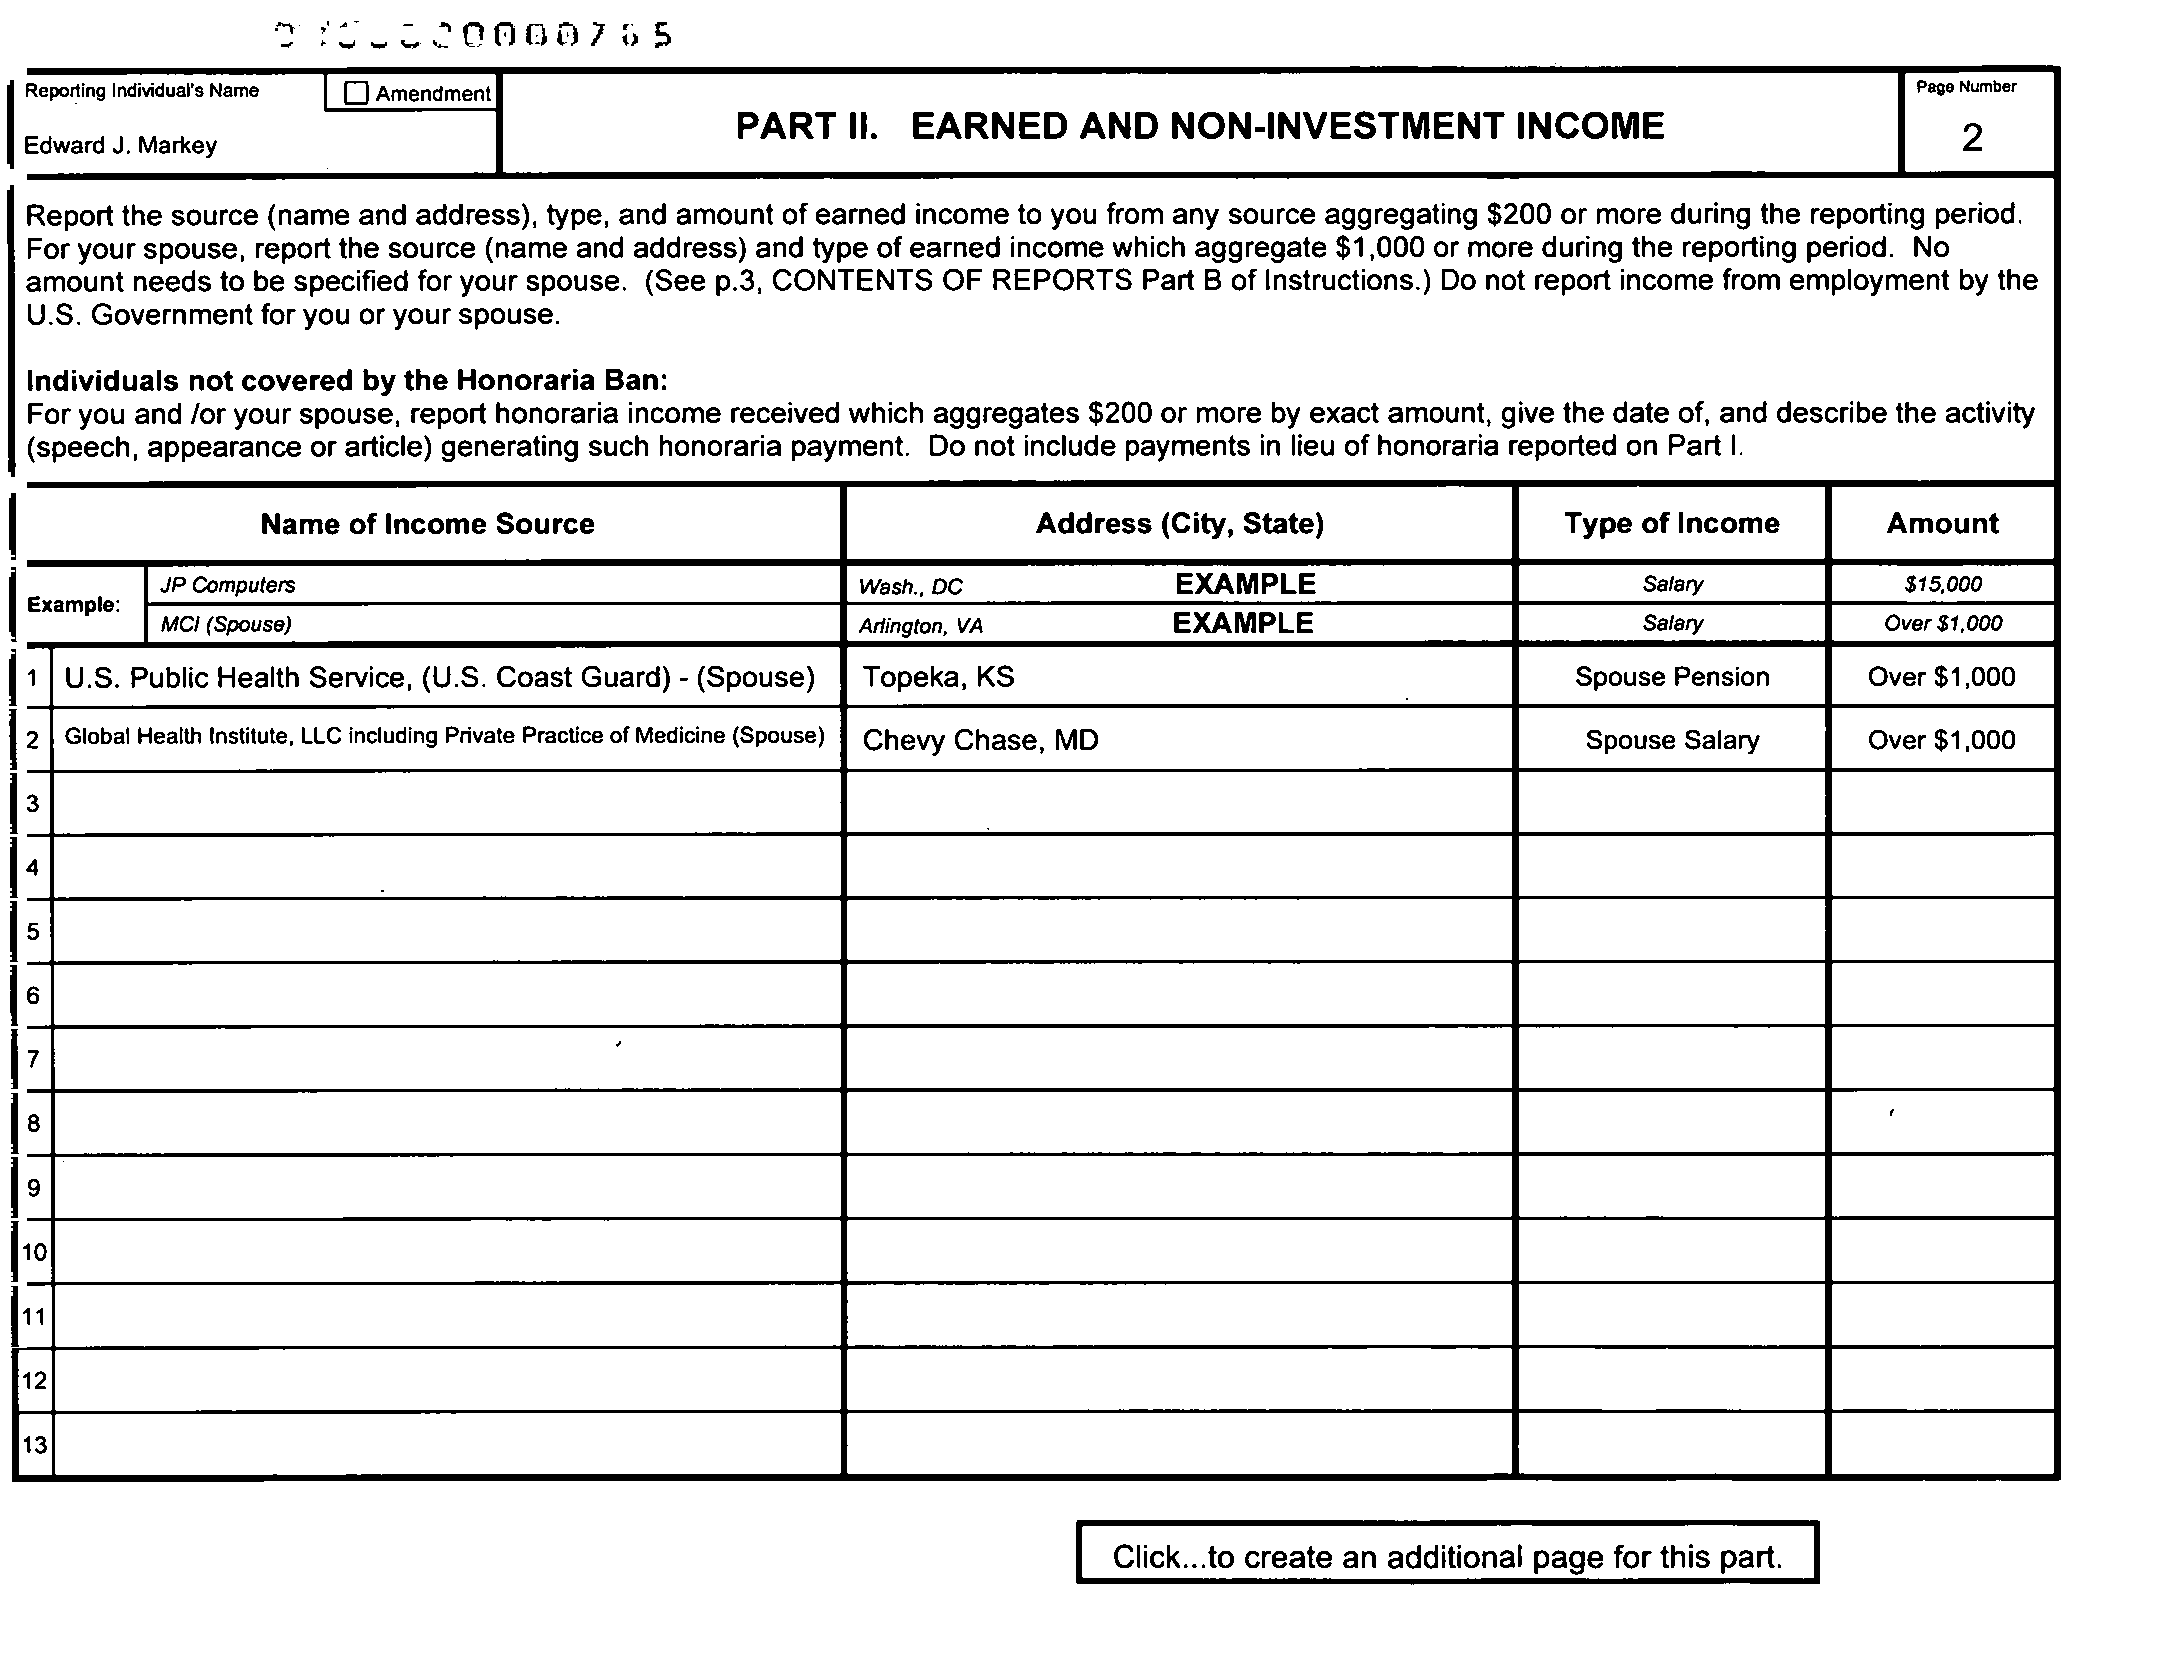 0000765
Reporting Individual's Name
Amendment
Edward J. Markey
PART II. EARNED AND NON-INVESTMENT INCOME
Page Number
2
Report the source (name and address), type, and amount of earned income to you from any source aggregating $200 or more during the reporting period.
For your spouse, report the source (name and address) and type of earned income which aggregate $1,000 or more during the reporting period. No
amount needs to be specified for your spouse. (See p.3, CONTENTS OF REPORTS Part B of Instructions.) Do not report income from employment by the
U.S. Government for you or your spouse.
Individuals not covered by the Honoraria Ban:
For you and /or your spouse, report honoraria income received which aggregates $200 or more by exact amount, give the date of, and describe the activity
(speech, appearance or article) generating such honoraria payment. Do not include payments in lieu of honoraria reported on Part I.
Name of Income Source Address (City, State) Type of Income Amount
Example:
JP Computers Wash., DC EXAMPLE Salary $15,000
MCI (Spouse) Arlington, VA EXAMPLE Salary Over $1,000
1 U.S. Public Health Service, (U.S. Coast Guard) - (Spouse) Topeka, KS Spouse Pension Over $1,000
2 Global Health Institute, LLC including Private Practice of Medicine (Spouse) Chevy Chase, MD Spouse Salary Over $1,000
3
4
5
6
7
8
9
10
11
12
13
Click...to create an additional page for this part.